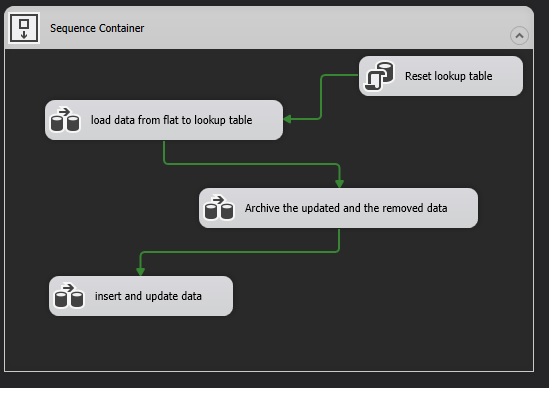 Sequence Container
Reset lookup table
load data from flat to lookup table
Archive the updated and the removed data
insert and update data